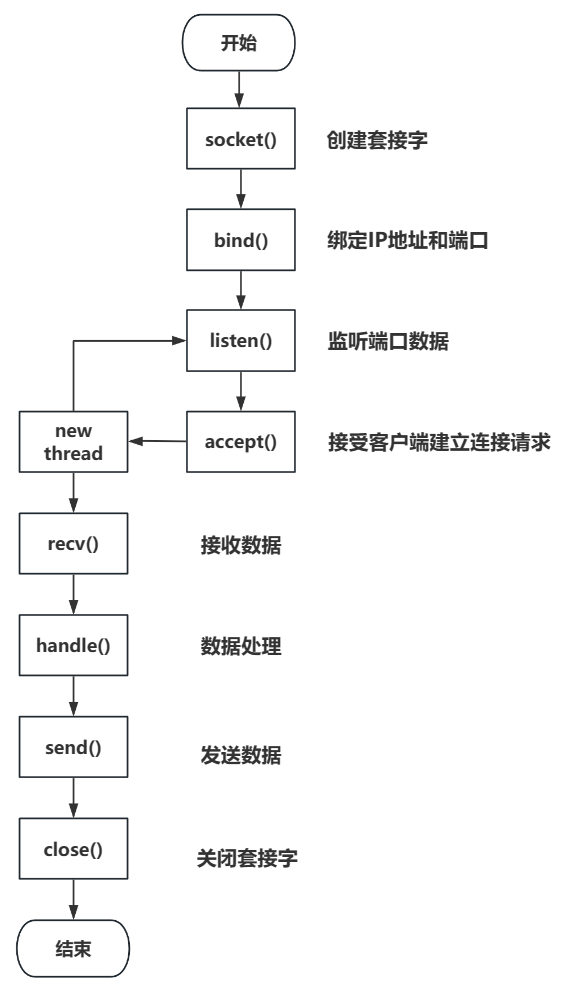 开始
socket()
创建套接字
bind()
绑定IP地址和端口
listen()
监听端口数据
new
thread
accept()
接受客户端建立连接请求
recv()
接收数据
handle()
数据处理
send()
发送数据
close()
关闭套接字
结束